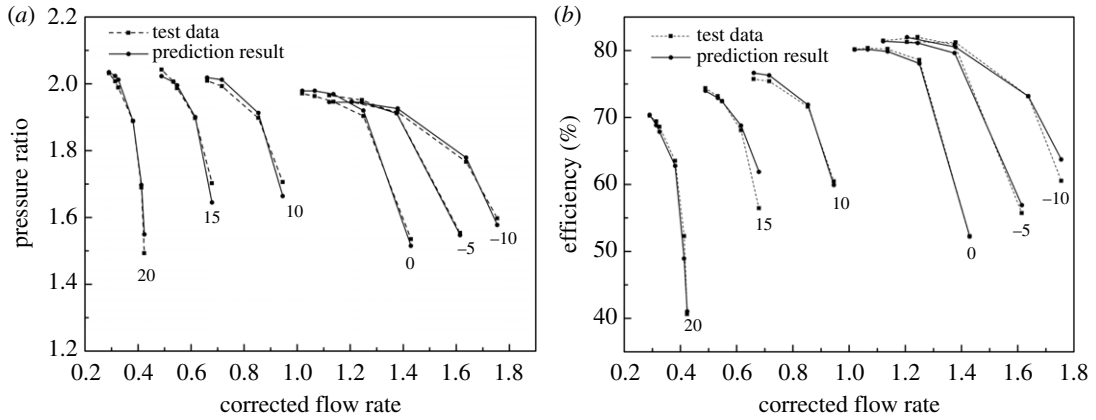 (a)
2.2
2.0
1.8
1.6
1.4
1.2
pressure ratio
test data
prediction result
20
15
10
0
–5
–10
0.2 0.4 0.6 0.8 1.0 1.2 1.4 1.6 1.8
corrected flow rate
(b)
80
70
60
50
40
efficiency (%)
test data
prediction result
20
15
10
0
–5
–10
0.2 0.4 0.6 0.8 1.0 1.2 1.4 1.6 1.8
corrected flow rate